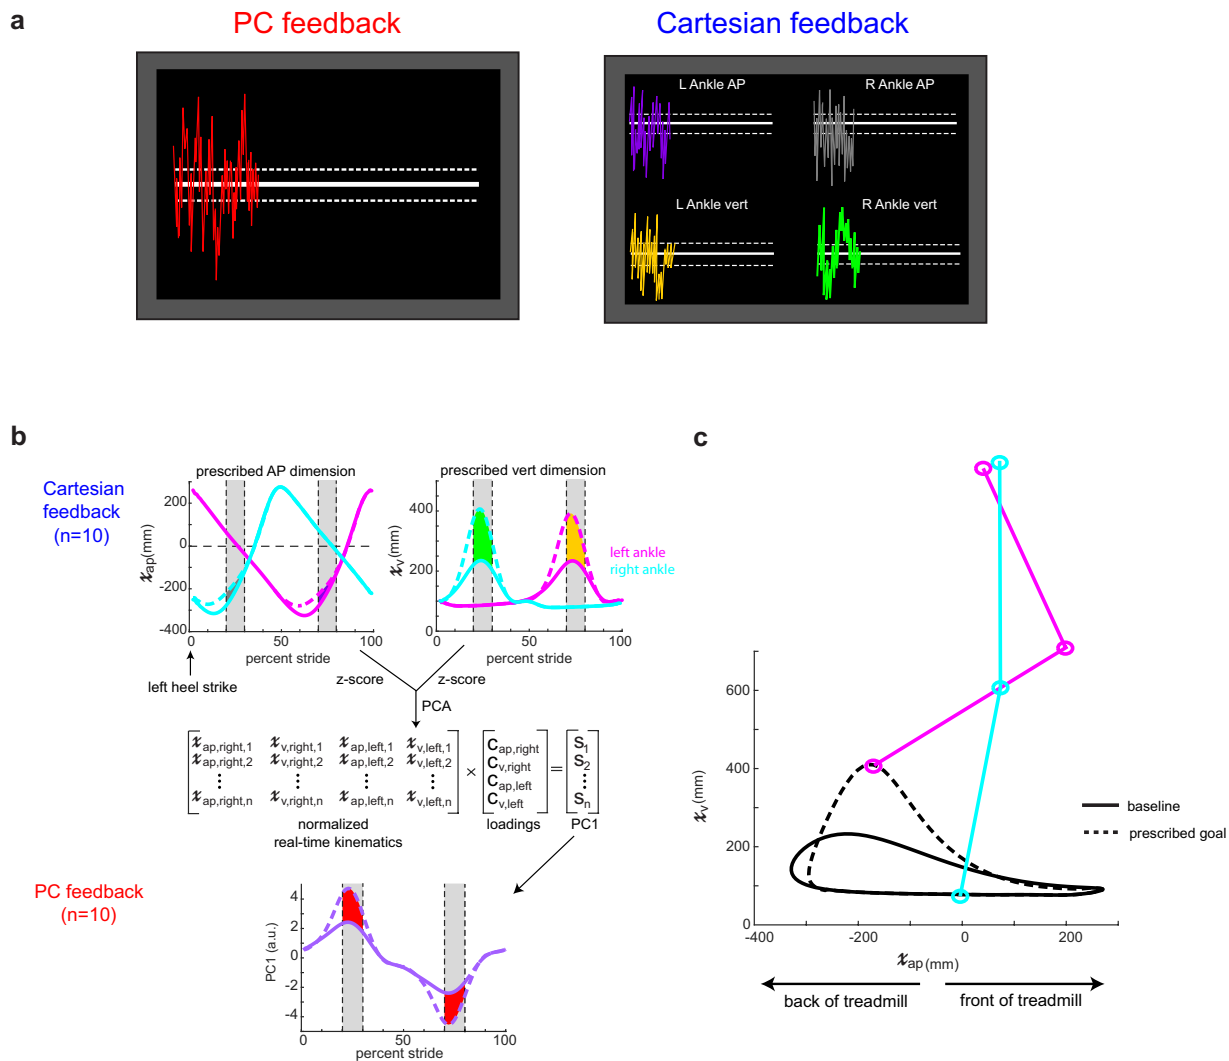 a
PC feedback
Cartesian feedback
L Ankle AP
R Ankle AP
L Ankle vert
R Ankle vert
b
Cartesian
feedback
(n=10)
prescribed AP dimension
200
0
-200
-400
x_ap(mm)
0
50
100
percent stride
left heel strike
prescribed vert dimension
400
200
0
x_v(mm)
left ankle
right ankle
0
50
100
percent stride
z-score
z-score
PCA
x_ap,right,1 x_v,right,1 x_ap,left,1 x_v,left,1
x_ap,right,2 x_v,right,2 x_ap,left,2 x_v,left,2
⋮ ⋮ ⋮ ⋮
x_ap,right,n x_v,right,n x_ap,left,n x_v,left,n
×
c_ap,right
c_v,right
c_ap,left
c_v,left
=
s_1
s_2
⋮
s_n
normalized
real-time kinematics
loadings
PC1
PC feedback
(n=10)
4
2
0
-2
-4
PC1 (a.u.)
0
50
100
percent stride
c
600
400
200
0
x_v(mm)
baseline
prescribed goal
-400
-200
0
200
x_ap(mm)
back of treadmill
front of treadmill